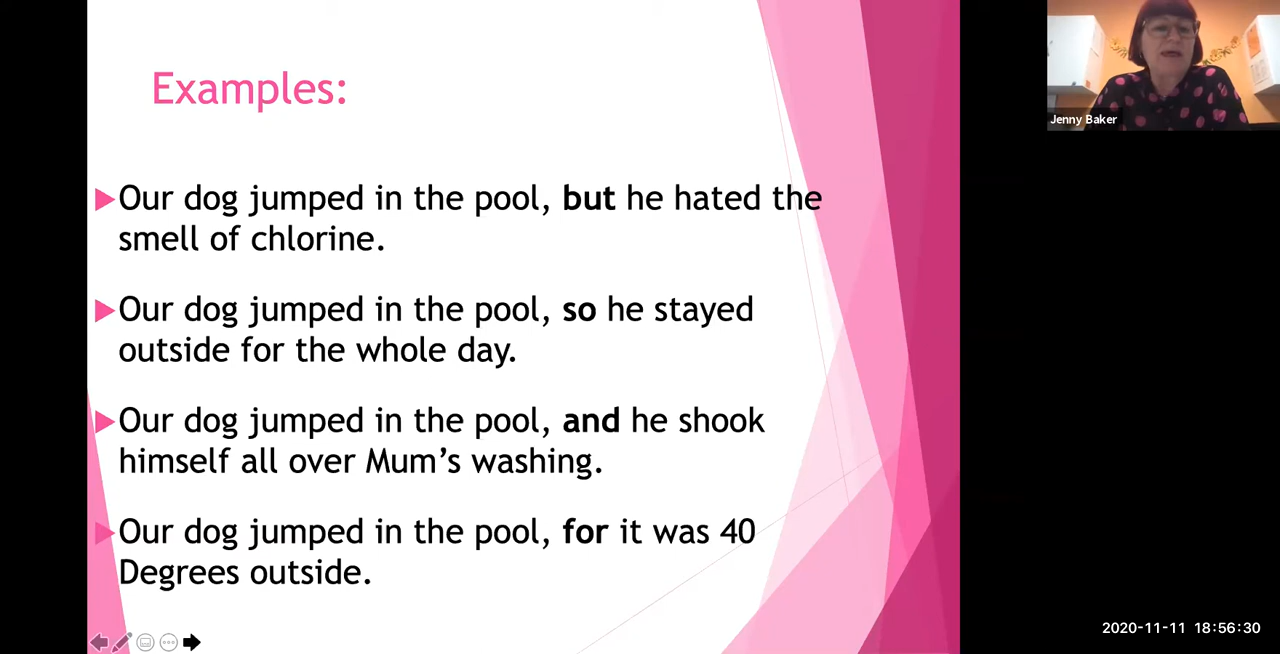 Examples:
Our dog jumped in the pool, but he hated the
smell of chlorine.
Our dog jumped in the pool, so he stayed
outside for the whole day.
Our dog jumped in the pool, and he shook
himself all over Mum’s washing.
Our dog jumped in the pool, for it was 40
Degrees outside.
Jenny Baker
2020-11-11 18:56:30